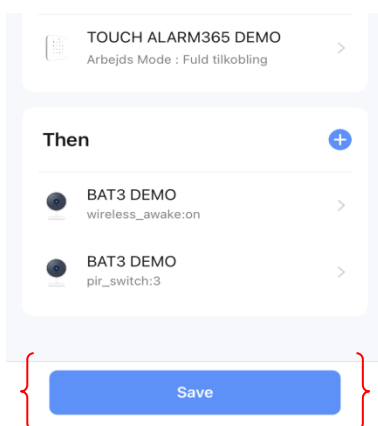 TOUCH ALARM365 DEMO
Arbejds Mode : Fuld tilkobling
Then
BAT3 DEMO
wireless_awake:on
BAT3 DEMO
pir_switch:3
Save